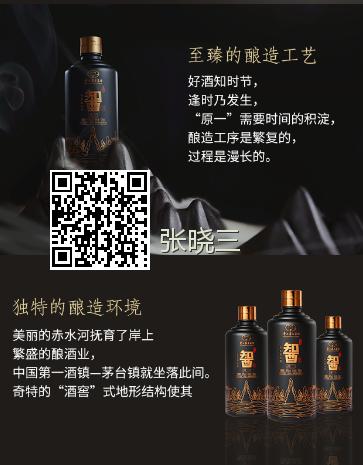 至臻的酿造工艺
好酒知时节，
逢时乃发生，
“原一”需要时间的积淀，
酿造工序是繁复的，
过程是漫长的。
智
张晓三
独特的酿造环境
美丽的赤水河抚育了岸上
繁盛的酿酒业，
中国第一酒镇—茅台镇就坐落此间。
奇特的“酒窖”式地形结构使其
智